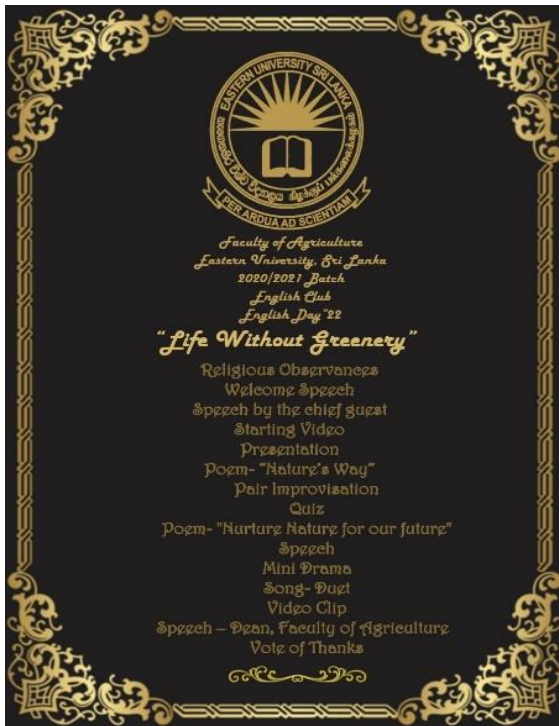 EASTERN UNIVERSITY SRI LANKA
PER ARDUA AD SCIENTIAM
Faculty of Agriculture
Eastern University, Sri Lanka
2020/2021 Batch
English Club
English Day"22
"Life Without Greenery"
Religious Observances
Welcome Speech
Speech by the chief guest
Starting Video
Presentation
Poem- "Nature's Way"
Pair Improvisation
Quiz
Poem- "Nurture Nature for our future"
Speech
Mini Drama
Song- Duet
Video Clip
Speech – Dean, Faculty of Agriculture
Vote of Thanks